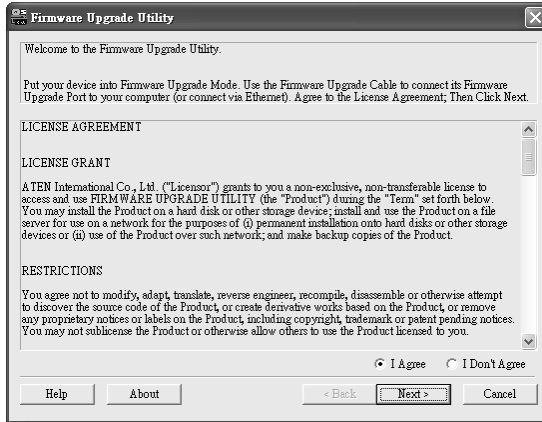 Firmware Upgrade Utility
Welcome to the Firmware Upgrade Utility.
Put your device into Firmware Upgrade Mode. Use the Firmware Upgrade Cable to connect its Firmware
Upgrade Port to your computer (or connect via Ethernet). Agree to the License Agreement; Then Click Next.
LICENSE AGREEMENT
LICENSE GRANT
ATEN International Co., Ltd. ("Licensor") grants to you a non-exclusive, non-transferable license to
access and use FIRMWARE UPGRADE UTILITY (the "Product") during the "Term" set forth below.
You may install the Product on a hard disk or other storage device; install and use the Product on a file
server for use on a network for the purposes of (i) permanent installation onto hard disks or other storage
devices or (ii) use of the Product over such network; and make backup copies of the Product.
RESTRICTIONS
You agree not to modify, adapt, translate, reverse engineer, recompile, disassemble or otherwise attempt
to discover the source code of the Product, or create derivative works based on the Product, or remove
any proprietary notices or labels on the Product, including copyright, trademark or patent pending notices.
You may not sublicense the Product or otherwise allow others to use the Product licensed to you.
I Agree I Don't Agree
Help About < Back Next > Cancel